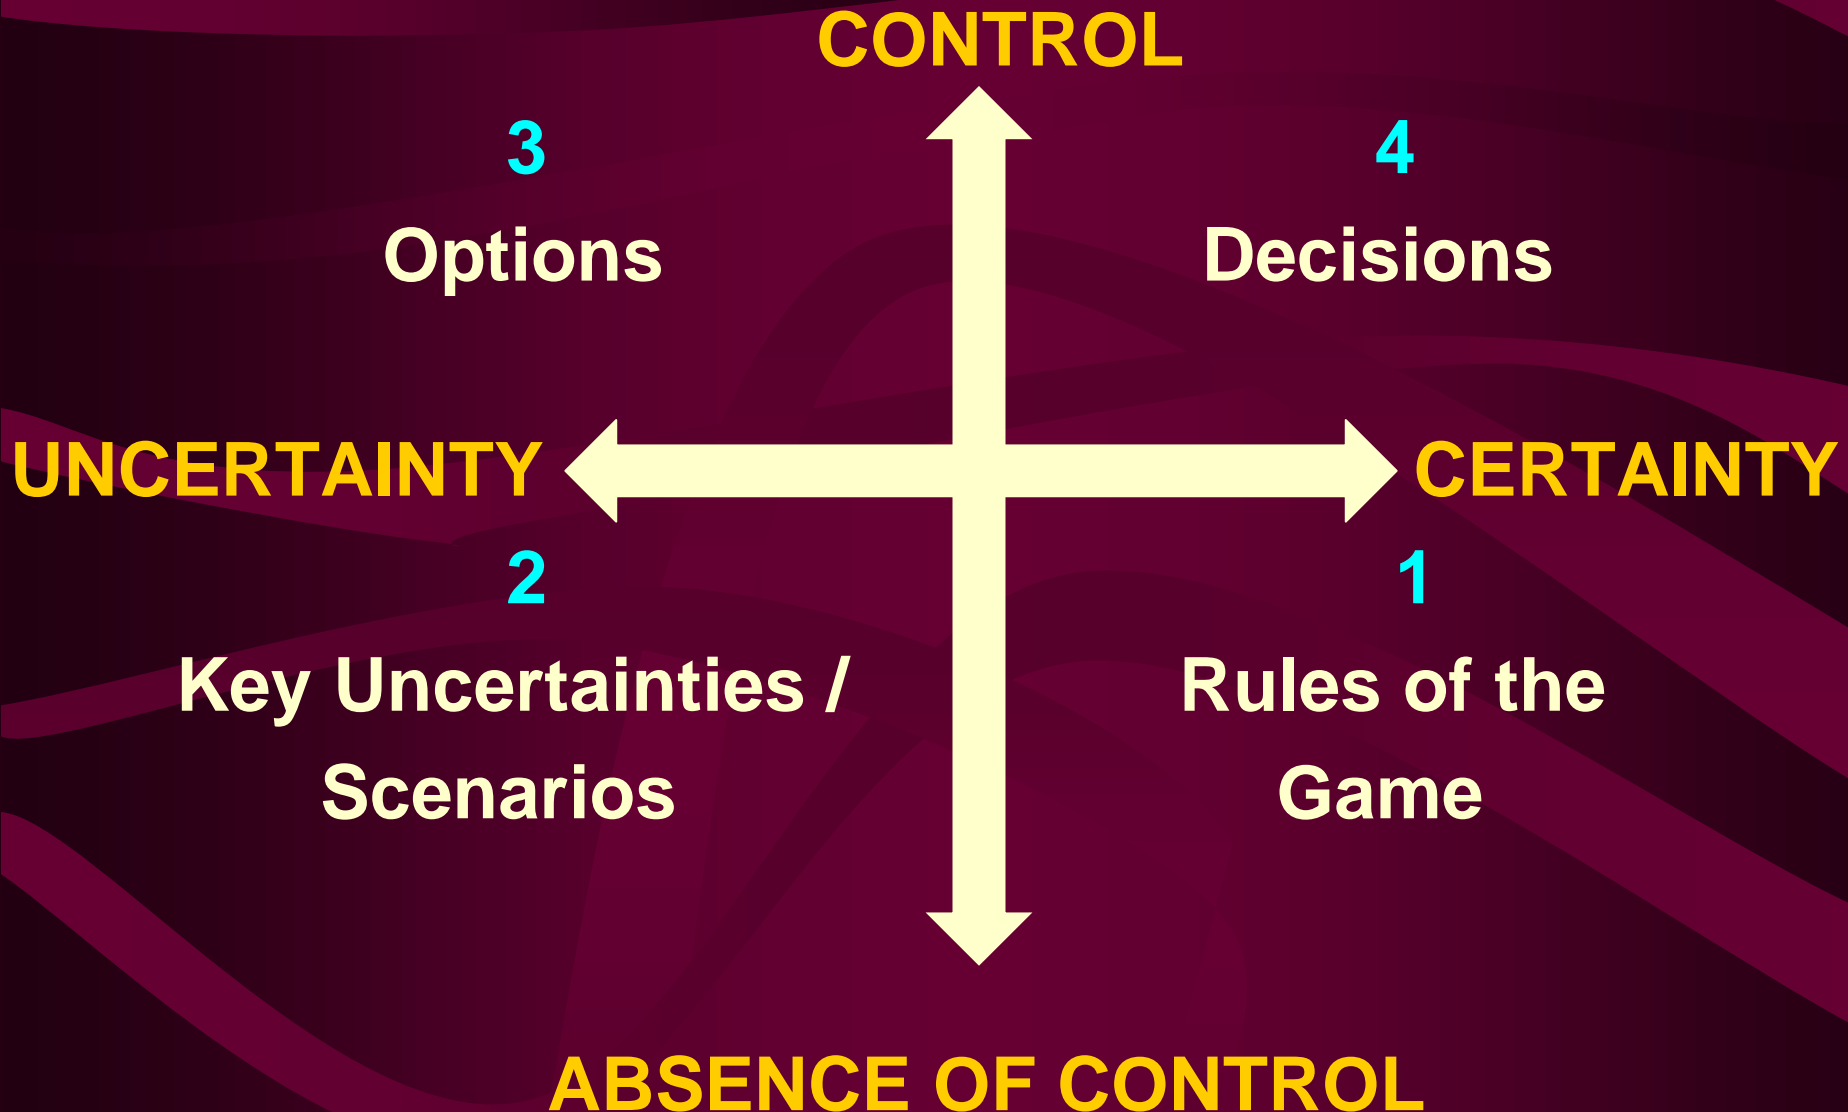 CONTROL
3
4
Options
Decisions
UNCERTAINTY
CERTAINTY
2
1
Key Uncertainties /
Scenarios
Rules of the
Game
ABSENCE OF CONTROL